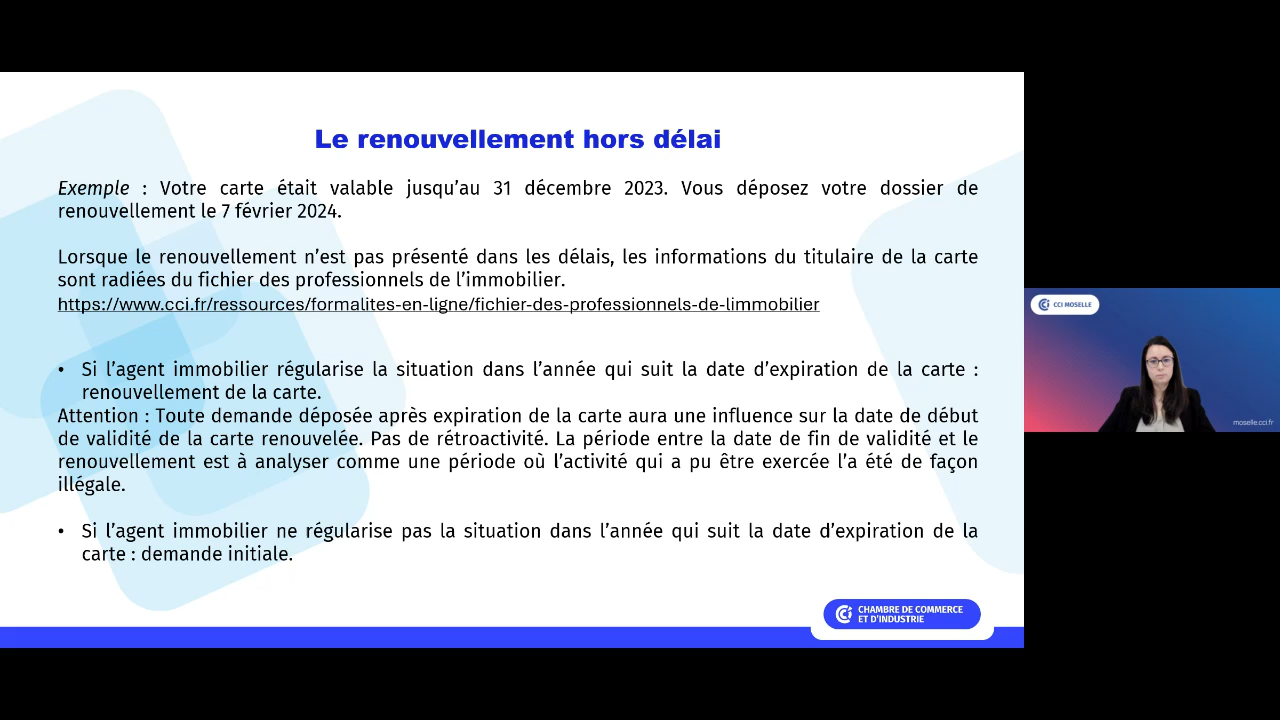 Le renouvellement hors délai
Exemple : Votre carte était valable jusqu’au 31 décembre 2023. Vous déposez votre dossier de
renouvellement le 7 février 2024.
Lorsque le renouvellement n’est pas présenté dans les délais, les informations du titulaire de la carte
sont radiées du fichier des professionnels de l’immobilier.
https://www.cci.fr/ressources/formalites-en-ligne/fichier-des-professionnels-de-limmobilier
• Si l’agent immobilier régularise la situation dans l’année qui suit la date d’expiration de la carte :
renouvellement de la carte.
Attention : Toute demande déposée après expiration de la carte aura une influence sur la date de début
de validité de la carte renouvelée. Pas de rétroactivité. La période entre la date de fin de validité et le
renouvellement est à analyser comme une période où l’activité qui a pu être exercée l’a été de façon
illégale.
• Si l’agent immobilier ne régularise pas la situation dans l’année qui suit la date d’expiration de la
carte : demande initiale.
CHAMBRE DE COMMERCE
ET D’INDUSTRIE
CCI MOSELLE
moselle.cci.fr